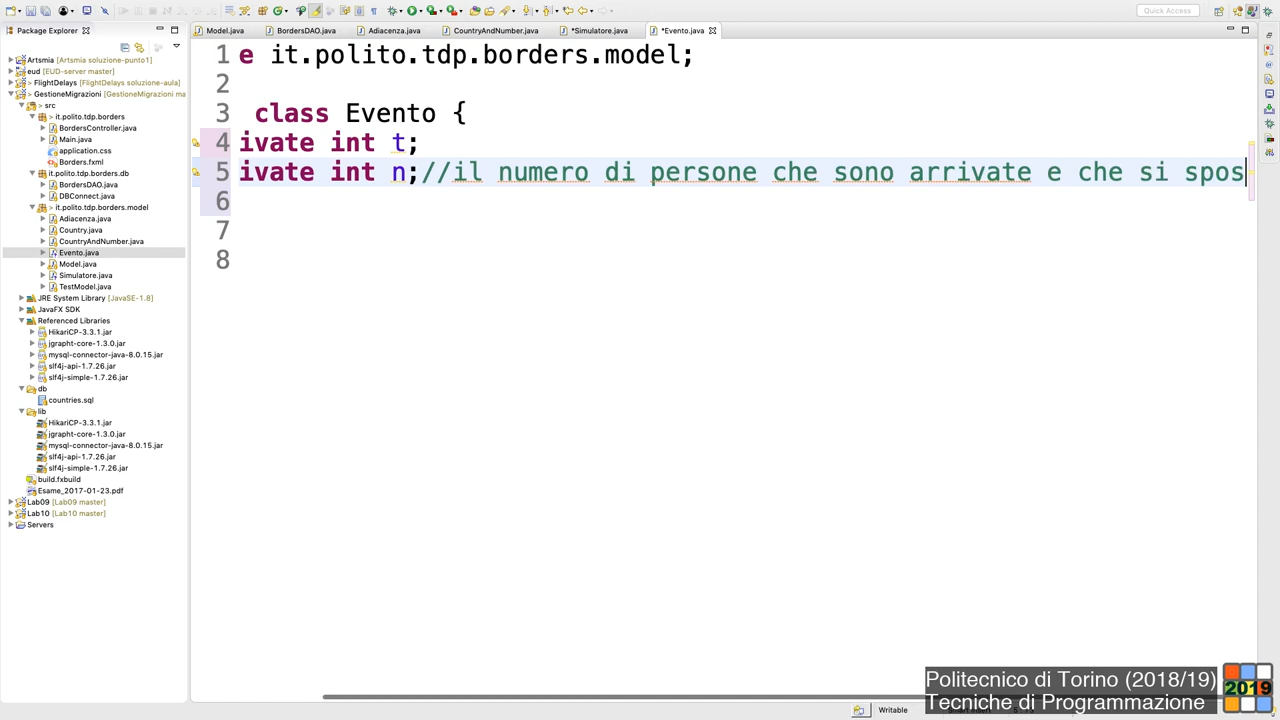 Quick Access
Package Explorer
Model.java
BordersDAO.java
Adiacenza.java
CountryAndNumber.java
*Simulatore.java
*Evento.java
Artsmia [Artsmia soluzione-punto1]
eud [EUD-server master]
> FlightDelays [FlightDelays soluzione-aula]
> GestioneMigrazioni [GestioneMigrazioni ma
> src
it.polito.tdp.borders
BordersController.java
Main.java
application.css
Borders.fxml
it.polito.tdp.borders.db
BordersDAO.java
DBConnect.java
> it.polito.tdp.borders.model
Adiacenza.java
Country.java
CountryAndNumber.java
Evento.java
Model.java
Simulatore.java
TestModel.java
JRE System Library [JavaSE-1.8]
JavaFX SDK
Referenced Libraries
HikariCP-3.3.1.jar
jgrapht-core-1.3.0.jar
mysql-connector-java-8.0.15.jar
slf4j-api-1.7.26.jar
slf4j-simple-1.7.26.jar
db
countries.sql
lib
HikariCP-3.3.1.jar
jgrapht-core-1.3.0.jar
mysql-connector-java-8.0.15.jar
slf4j-api-1.7.26.jar
slf4j-simple-1.7.26.jar
build.fxbuild
Esame_2017-01-23.pdf
Lab09 [Lab09 master]
Lab10 [Lab10 master]
Servers
1 e it.polito.tdp.borders.model;
2
3 class Evento {
4 ivate int t;
5 ivate int n;//il numero di persone che sono arrivate e che si spos
6
7
8
Politecnico di Torino (2018/19)
Tecniche di Programmazione
2019
Writable